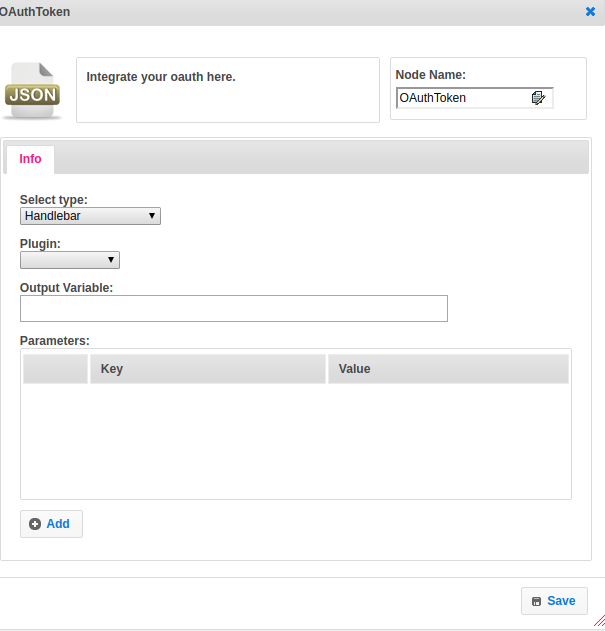 OAuthToken
JSON
Integrate your oauth here.
Node Name:
OAuthToken
Info
Select type:
Handlebar
Plugin:
Output Variable:
Parameters:
Key Value
Add
Save